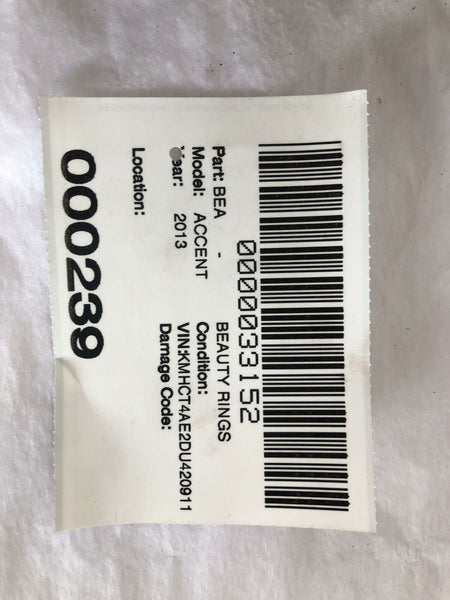 0000033152
Part: BEA - BEAUTY RINGS
Model: ACCENT Condition:
Year: 2013 VIN:KMHCT4AE2DU420911
Damage Code:
Location:
000239